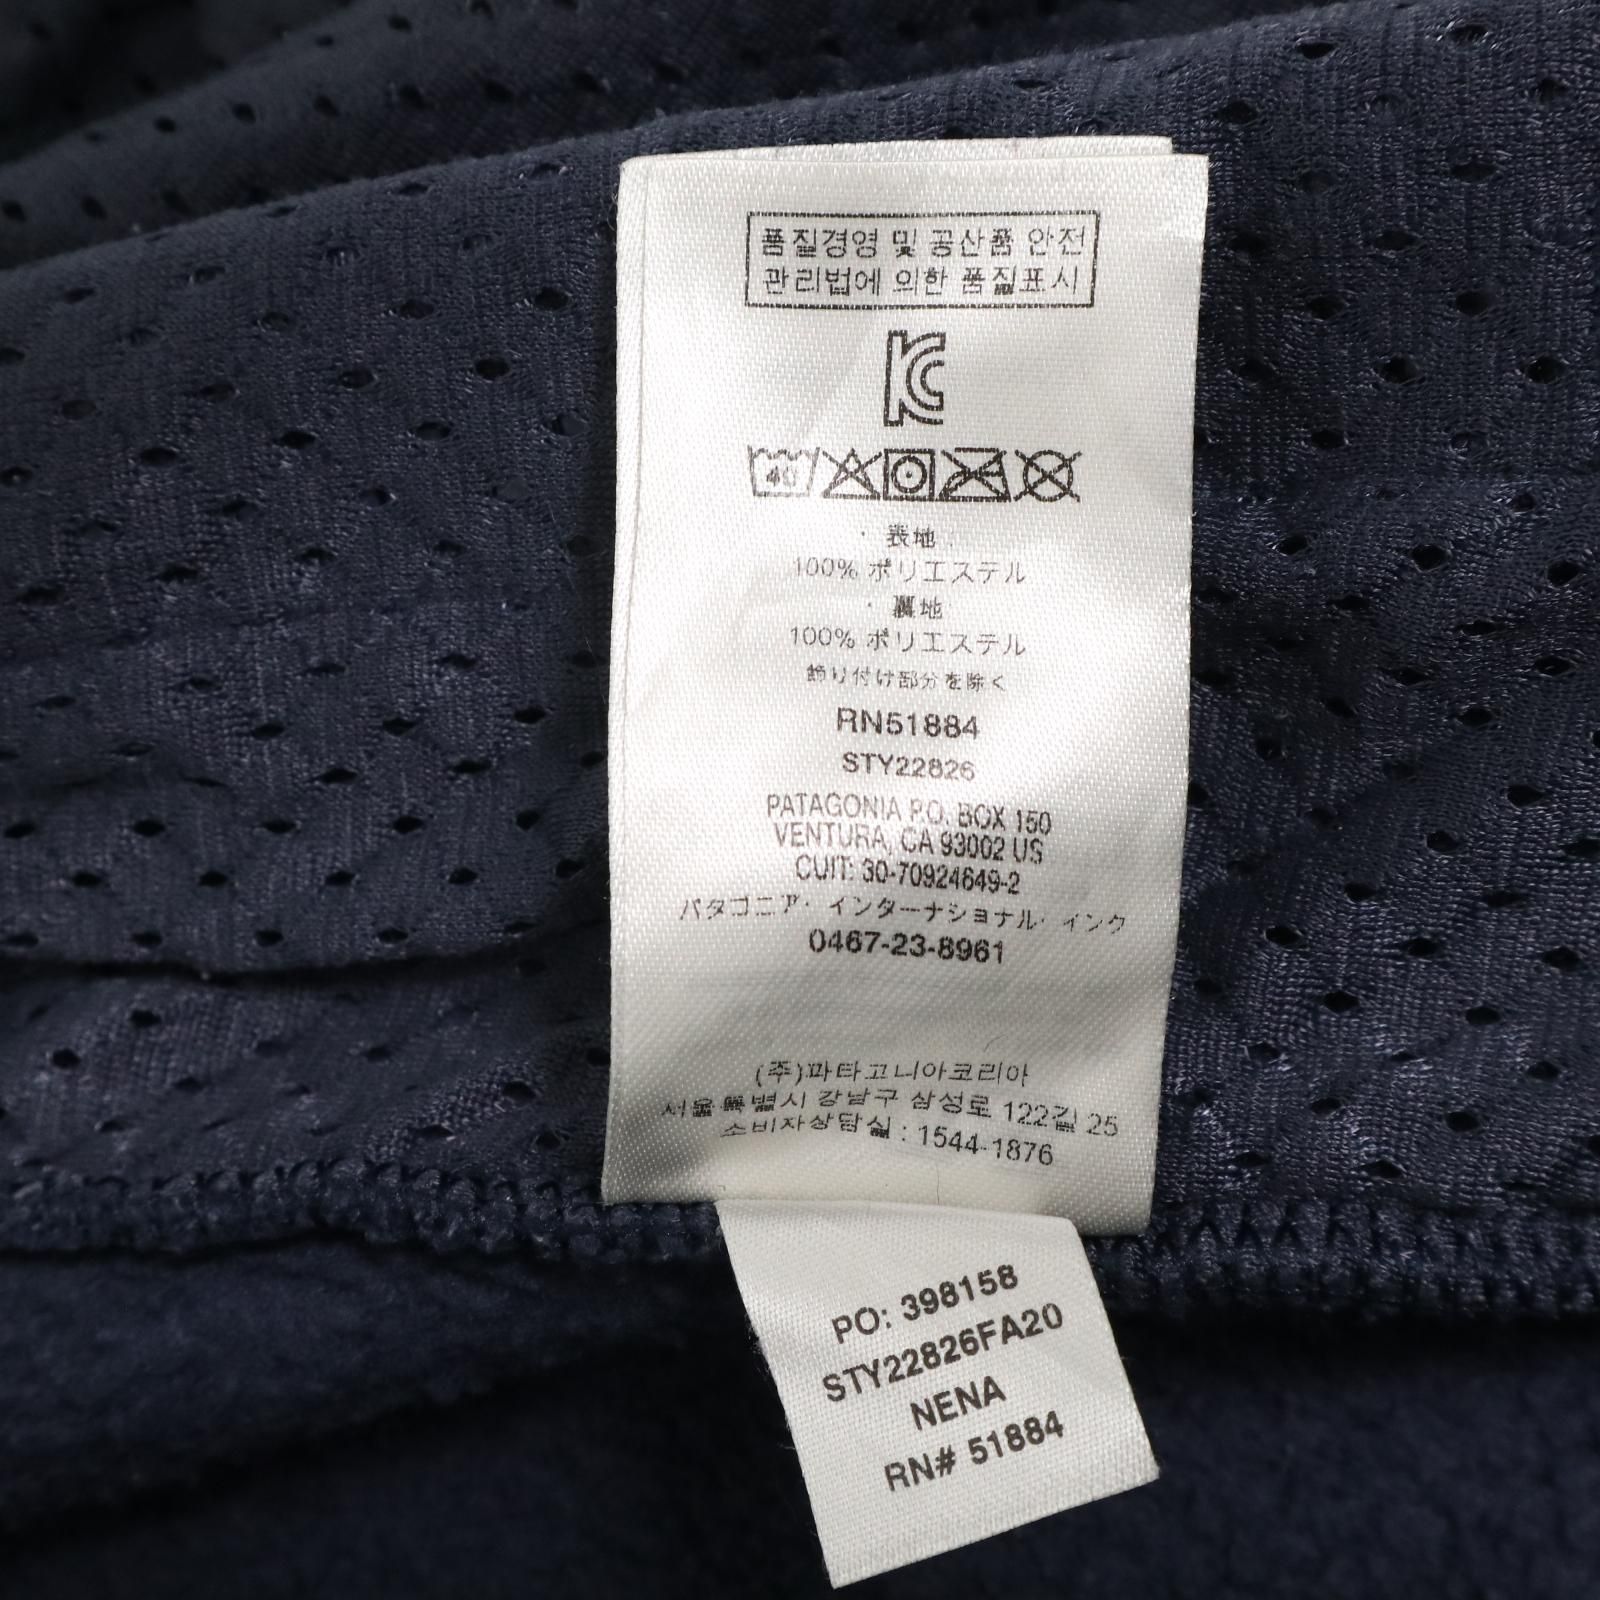 품질경영 및 공산품 안전
관리법에 의한 품질표시
40
・表地:
100% ポリエステル
・裏地:
100% ポリエステル
飾り付け部分を除く
RN51884
STY22826
PATAGONIA P.O. BOX 150
VENTURA, CA 93002 US
CUIT: 30-70924649-2
パタゴニア・インターナショナル・インク
0467-23-8961
(주)파타고니아코리아
서울특별시 강남구 삼성로 122길 25
소비자상담실 : 1544-1876
PO: 398158
STY22826FA20
NENA
RN# 51884